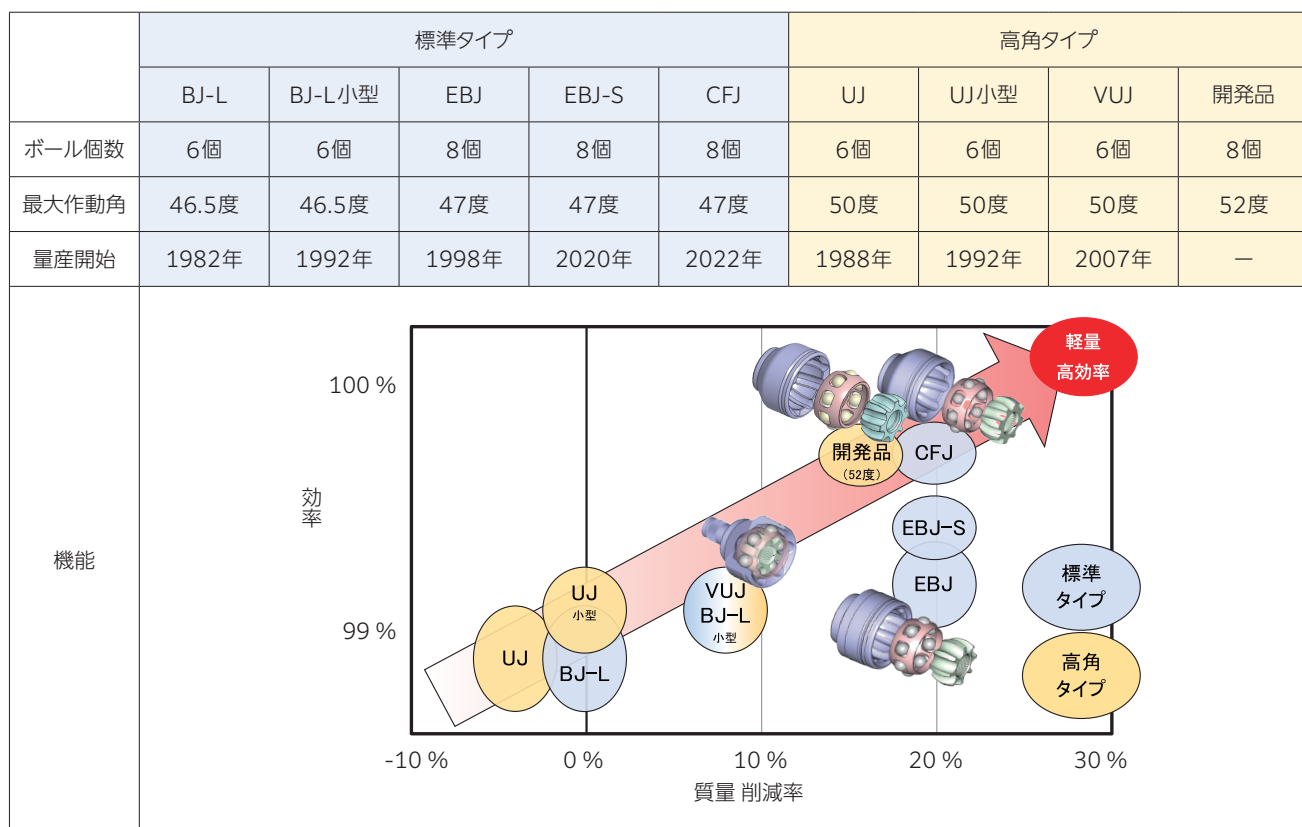 標準タイプ 高角タイプ
BJ-L BJ-L小型 EBJ EBJ-S CFJ UJ UJ小型 VUJ 開発品
ボール個数 6個 6個 8個 8個 8個 6個 6個 6個 8個
最大作動角 46.5度 46.5度 47度 47度 47度 50度 50度 50度 52度
量産開始 1982年 1992年 1998年 2020年 2022年 1988年 1992年 2007年 －
機能
効率
100 %
99 %
軽量
高効率
開発品
(52度)
CFJ
EBJ-S
EBJ
VUJ
BJ-L
小型
UJ
小型
UJ
BJ-L
標準
タイプ
高角
タイプ
-10 % 0 % 10 % 20 % 30 %
質量 削減率